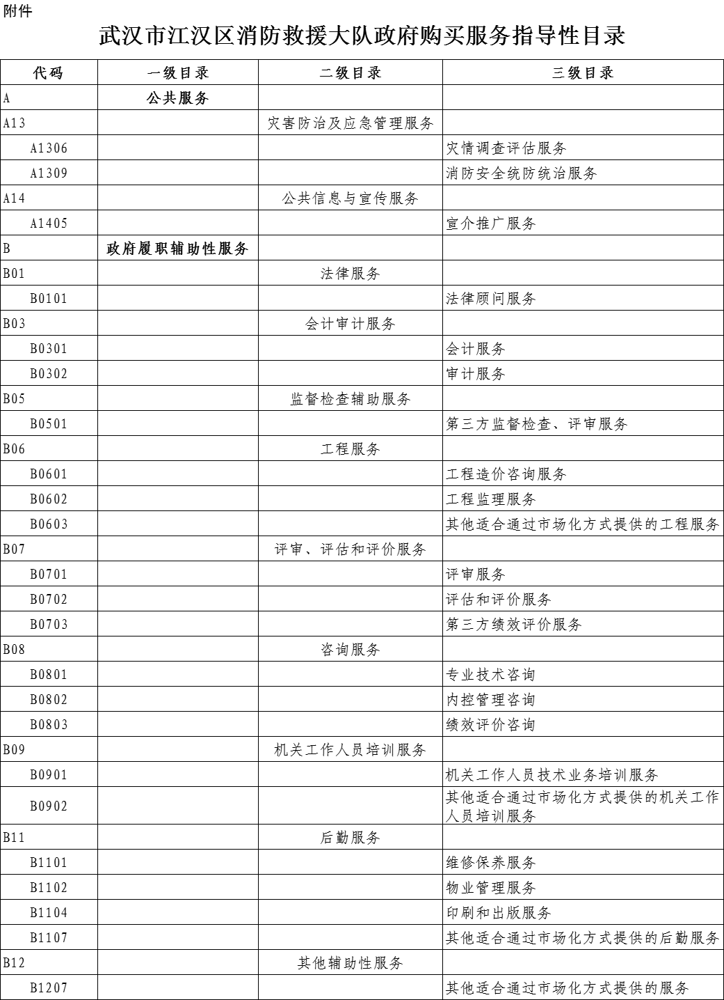 附件
武汉市江汉区消防救援大队政府购买服务指导性目录
代码 一级目录 二级目录 三级目录
A 公共服务
A13 灾害防治及应急管理服务
A1306 灾情调查评估服务
A1309 消防安全统防统治服务
A14 公共信息与宣传服务
A1405 宣介推广服务
B 政府履职辅助性服务
B01 法律服务
B0101 法律顾问服务
B03 会计审计服务
B0301 会计服务
B0302 审计服务
B05 监督检查辅助服务
B0501 第三方监督检查、评审服务
B06 工程服务
B0601 工程造价咨询服务
B0602 工程监理服务
B0603 其他适合通过市场化方式提供的工程服务
B07 评审、评估和评价服务
B0701 评审服务
B0702 评估和评价服务
B0703 第三方绩效评价服务
B08 咨询服务
B0801 专业技术咨询
B0802 内控管理咨询
B0803 绩效评价咨询
B09 机关工作人员培训服务
B0901 机关工作人员技术业务培训服务
B0902 其他适合通过市场化方式提供的机关工作
人员培训服务
B11 后勤服务
B1101 维修保养服务
B1102 物业管理服务
B1104 印刷和出版服务
B1107 其他适合通过市场化方式提供的后勤服务
B12 其他辅助性服务
B1207 其他适合通过市场化方式提供的服务